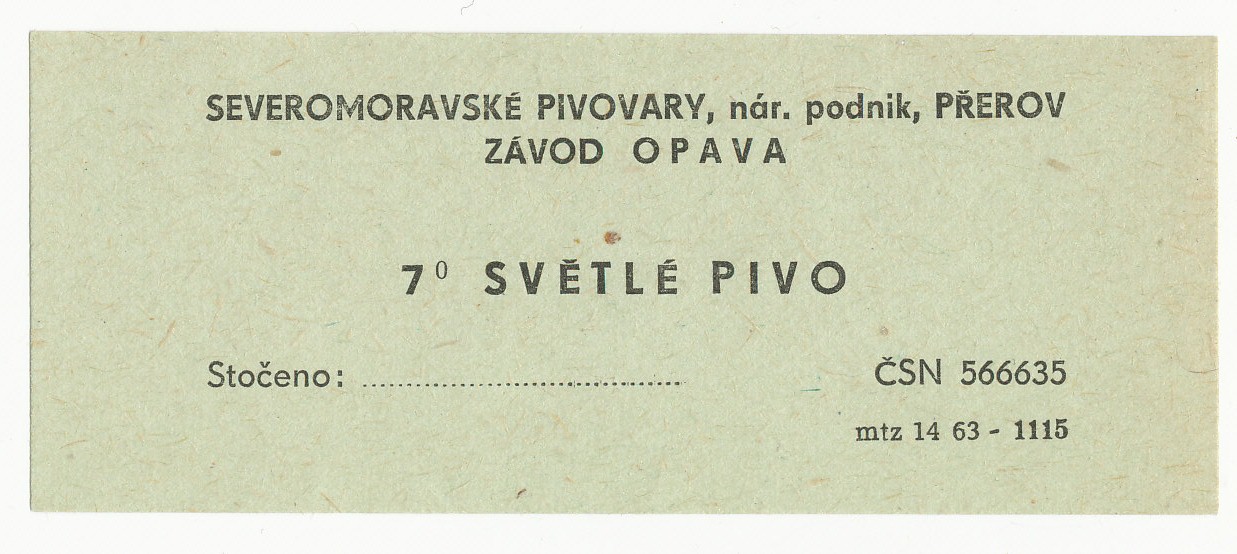 SEVEROMORAVSKÉ PIVOVARY, nár. podnik, PŘEROV
ZÁVOD OPAVA
7⁰ SVĚTLÉ PIVO
Stočeno: ........................................
ČSN 566635
mtz 14 63 - 1115